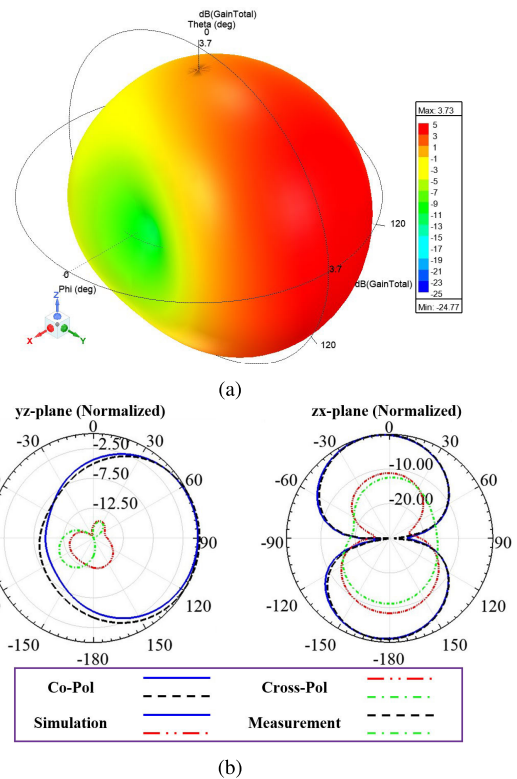 dB(GainTotal)
Theta (deg)
0
3.7
Max: 3.73
5
3
1
-1
-3
-5
-7
-9
-11
-13
-15
-17
-19
-21
-23
-25
Min: -24.77
120
3.7
dB(GainTotal)
0
Phi (deg)
Z
X
Y
120
(a)
yz-plane (Normalized)
zx-plane (Normalized)
0
0
-30
-2.50
30
-30
30
-7.50
-10.00
60
-60
60
-12.50
-20.00
90
-90
90
120
-120
120
-150
150
-150
150
-180
-180
Co-Pol
Cross-Pol
Simulation
Measurement
(b)